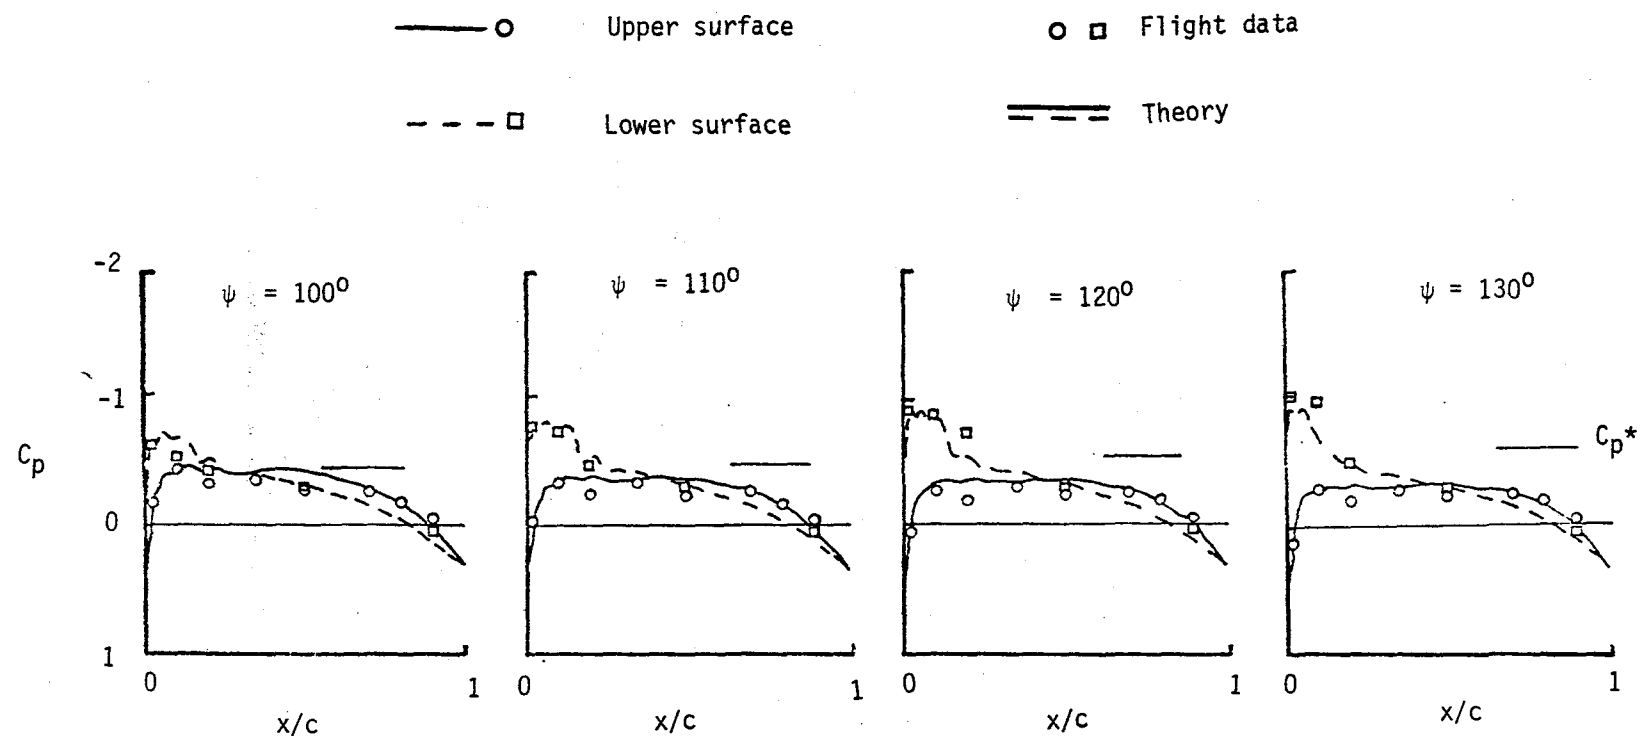 Upper surface
Flight data
Lower surface
Theory
ψ = 100°
ψ = 110°
ψ = 120°
ψ = 130°
-2
-1
0
1
Cp
Cp*
0 1
0 1
0 1
0 1
x/c
x/c
x/c
x/c